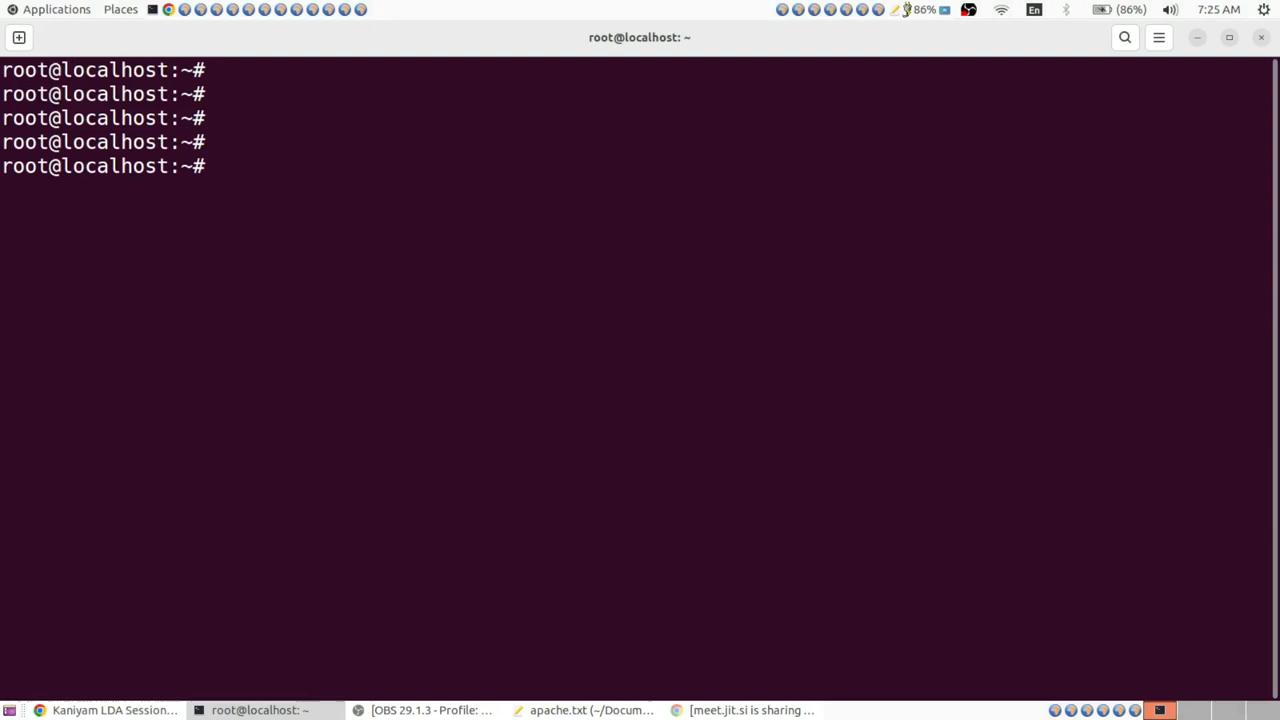 Applications Places 86% En (86%) 7:25 AM
root@localhost: ~
root@localhost:~#
root@localhost:~#
root@localhost:~#
root@localhost:~#
root@localhost:~#
Kaniyam LDA Session... root@localhost: ~ [OBS 29.1.3 - Profile: ... apache.txt (~/Docum... [meet.jit.si is sharing ...